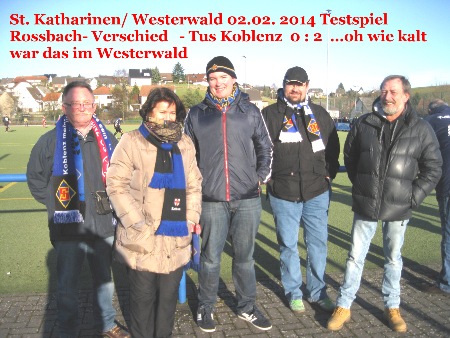 St. Katharinen/ Westerwald 02.02. 2014 Testspiel
Rossbach- Verschied - Tus Koblenz 0 : 2 ...oh wie kalt
war das im Westerwald
Koblenz